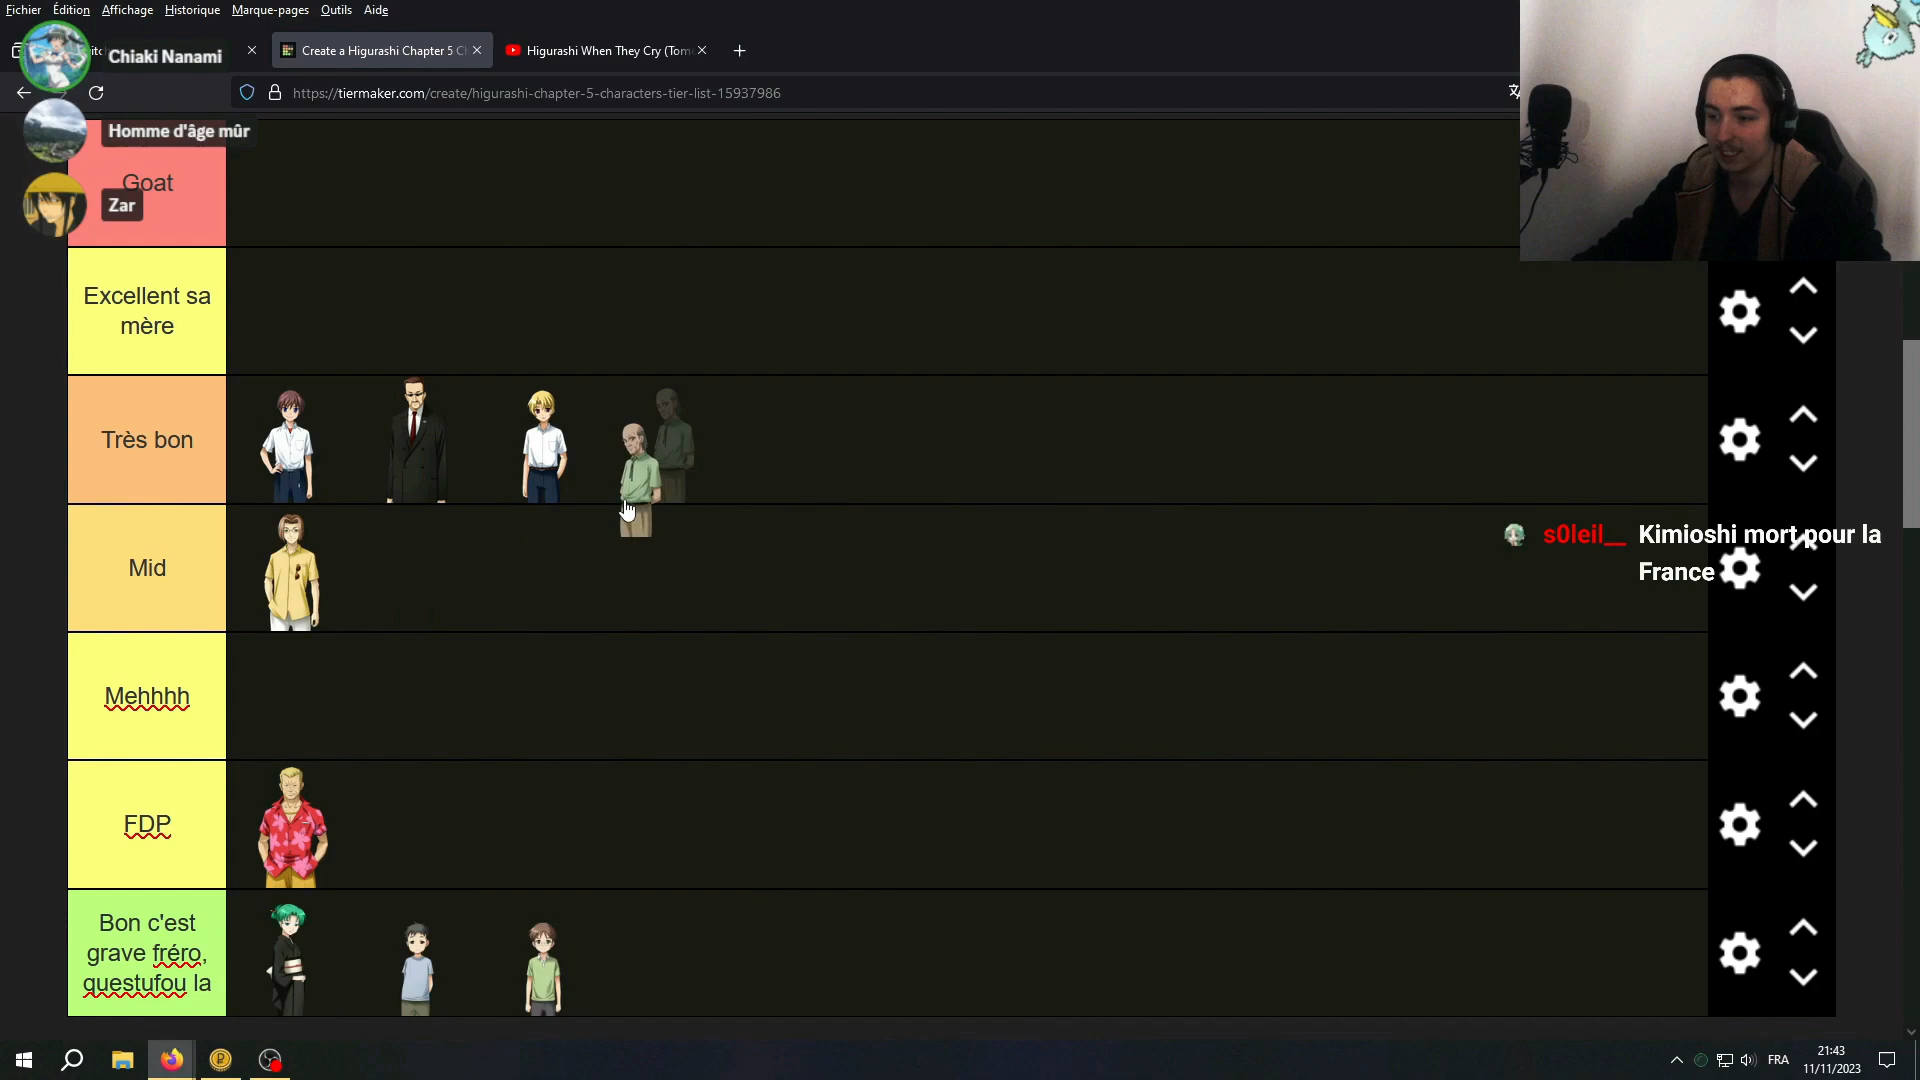 Fichier Édition Affichage Historique Marque-pages Outils Aide
Chiaki Nanami
Create a Higurashi Chapter 5 C
Higurashi When They Cry (Tom
https://tiermaker.com/create/higurashi-chapter-5-characters-tier-list-15937986
Homme d'âge mûr
Goat
Zar
Excellent sa
mère
Très bon
Mid
s0leil__ Kimioshi mort pour la
France
Mehhhh
FDP
Bon c'est
grave fréro,
questufou la
FRA
21:43
11/11/2023